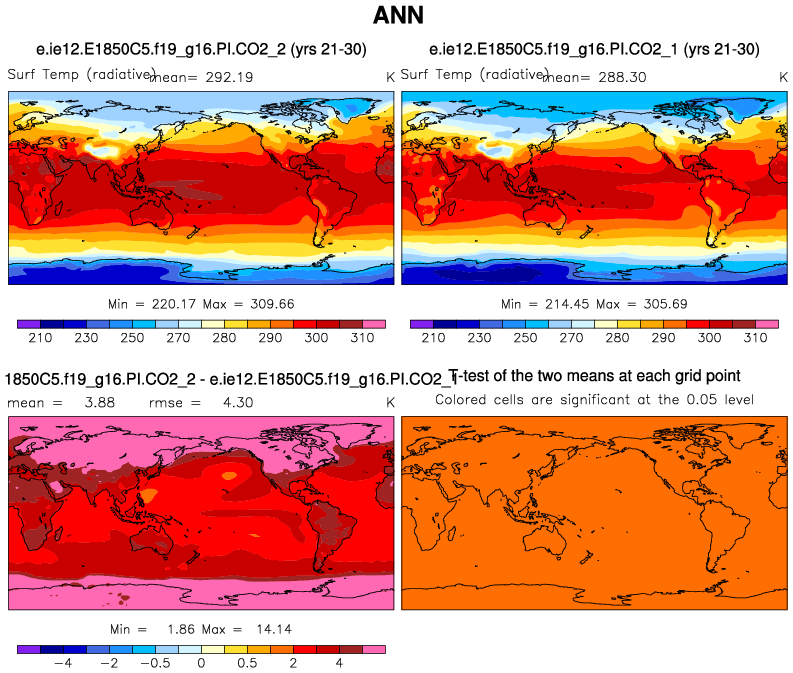 ANN
e.ie12.E1850C5.f19_g16.PI.CO2_2 (yrs 21-30)
Surf Temp (radiative) mean= 292.19 K
Min = 220.17 Max = 309.66
210 230 250 260 270 280 290 300 310
e.ie12.E1850C5.f19_g16.PI.CO2_1 (yrs 21-30)
Surf Temp (radiative) mean= 288.30 K
Min = 214.45 Max = 305.69
210 230 250 260 270 280 290 300 310
1850C5.f19_g16.PI.CO2_2 - e.ie12.E1850C5.f19_g16.PI.CO2_1
mean = 3.88 rmse = 4.30 K
Min = 1.86 Max = 14.14
-4 -2 -0.5 0 0.5 2 4
T-test of the two means at each grid point
Colored cells are significant at the 0.05 level